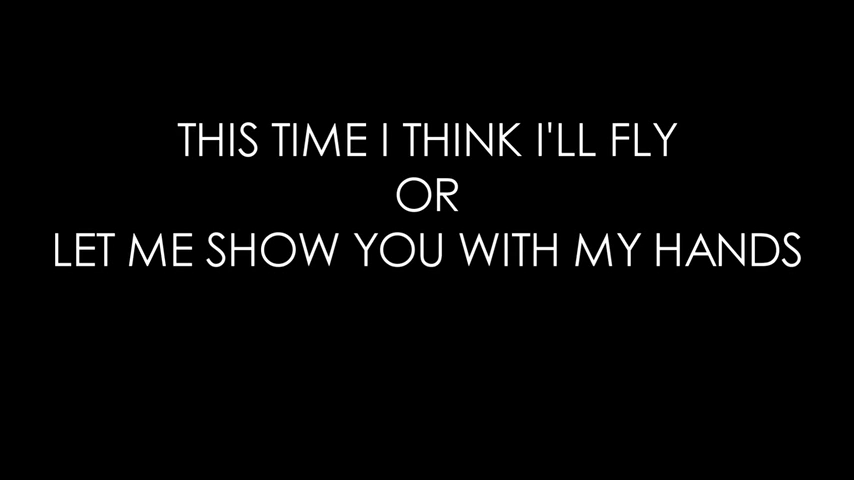 THIS TIME I THINK I'LL FLY
OR
LET ME SHOW YOU WITH MY HANDS